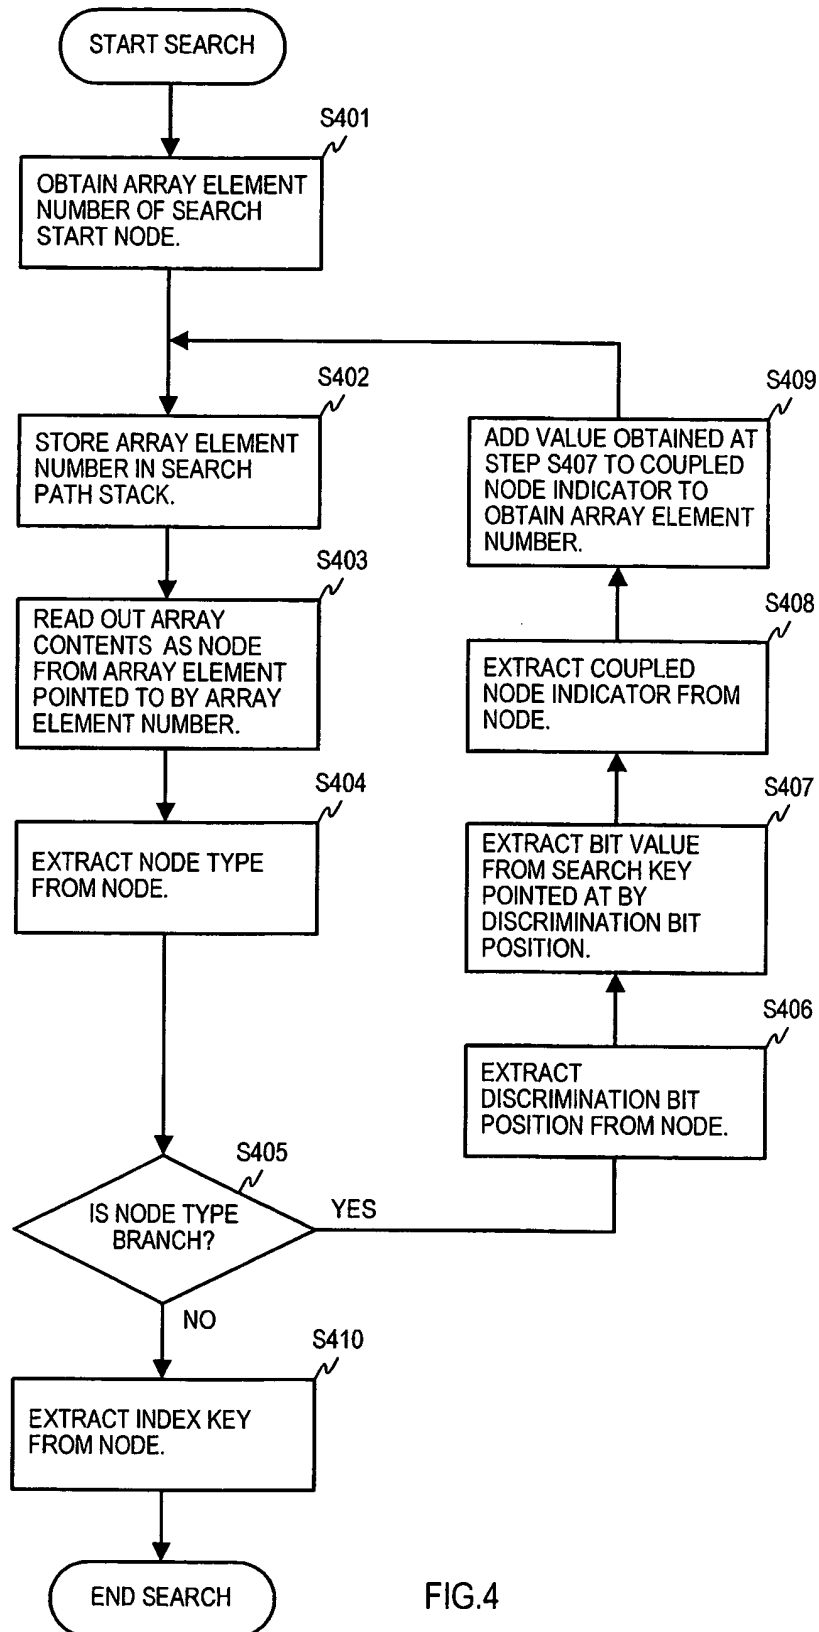 START SEARCH
S401
OBTAIN ARRAY ELEMENT
NUMBER OF SEARCH
START NODE.
S402
STORE ARRAY ELEMENT
NUMBER IN SEARCH
PATH STACK.
S403
READ OUT ARRAY
CONTENTS AS NODE
FROM ARRAY ELEMENT
POINTED TO BY ARRAY
ELEMENT NUMBER.
S404
EXTRACT NODE TYPE
FROM NODE.
S405
IS NODE TYPE
BRANCH?
YES
S406
EXTRACT
DISCRIMINATION BIT
POSITION FROM NODE.
S407
EXTRACT BIT VALUE
FROM SEARCH KEY
POINTED AT BY
DISCRIMINATION BIT
POSITION.
S408
EXTRACT COUPLED
NODE INDICATOR FROM
NODE.
S409
ADD VALUE OBTAINED AT
STEP S407 TO COUPLED
NODE INDICATOR TO
OBTAIN ARRAY ELEMENT
NUMBER.
NO
S410
EXTRACT INDEX KEY
FROM NODE.
END SEARCH
FIG.4